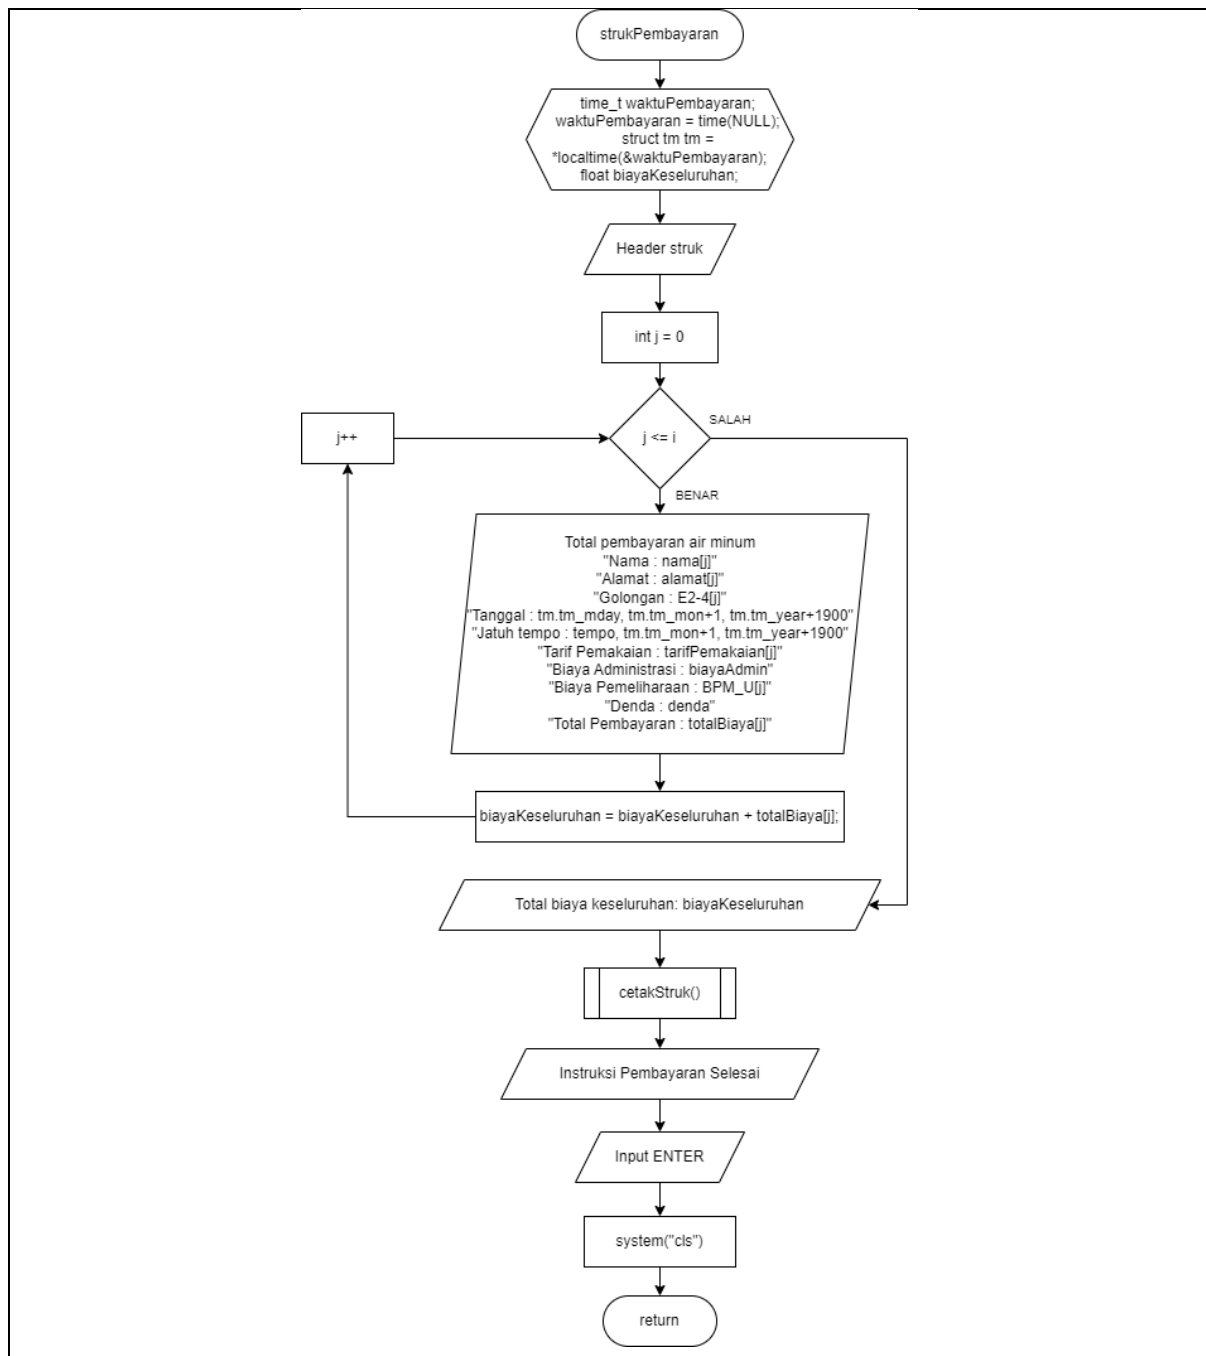 strukPembayaran
time_t waktuPembayaran;
waktuPembayaran = time(NULL);
struct tm tm =
*localtime(&waktuPembayaran);
float biayaKeseluruhan;
Header struk
int j = 0
j++
j <= i
SALAH
BENAR
Total pembayaran air minum
"Nama : nama[j]"
"Alamat : alamat[j]"
"Golongan : E2-4[j]"
"Tanggal : tm.tm_mday, tm.tm_mon+1, tm.tm_year+1900"
"Jatuh tempo : tempo, tm.tm_mon+1, tm.tm_year+1900"
"Tarif Pemakaian : tarifPemakaian[j]"
"Biaya Administrasi : biayaAdmin"
"Biaya Pemeliharaan : BPM_U[j]"
"Denda : denda"
"Total Pembayaran : totalBiaya[j]"
biayaKeseluruhan = biayaKeseluruhan + totalBiaya[j];
Total biaya keseluruhan: biayaKeseluruhan
cetakStruk()
Instruksi Pembayaran Selesai
Input ENTER
system("cls")
return